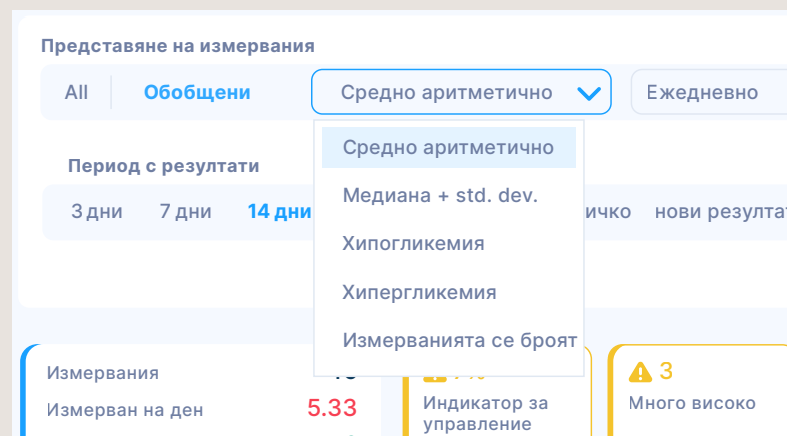 Представяне на измервания
All Обобщени Средно аритметично Ежедневно
Средно аритметично
Период с резултати
Медиана + std. dev.
3 дни 7 дни 14 дни нови
Хипогликемия
Хипергликемия
Измерванията се броят
Измервания
3
Измерван на ден 5.33
Индикатор за
управление
Много високо